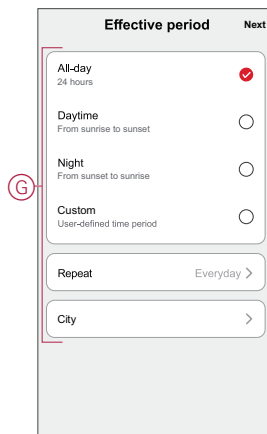 Effective period Next
All-day
24 hours
Daytime
From sunrise to sunset
Night
From sunset to sunrise
Custom
User-defined time period
G
Repeat Everyday >
City >